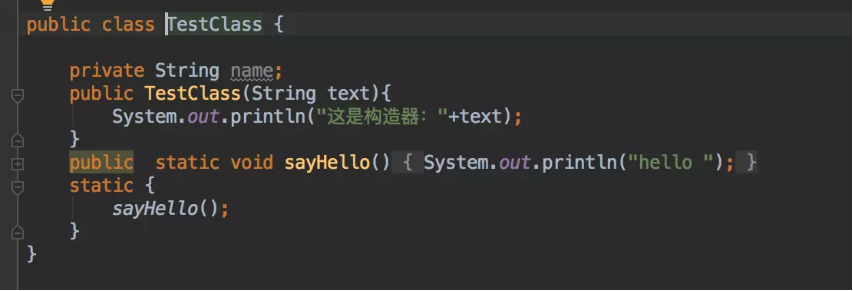 public class TestClass {
private String name;
public TestClass(String text){
System.out.println("这是构造器："+text);
}
public  static void sayHello() { System.out.println("hello "); }
static {
sayHello();
}
}